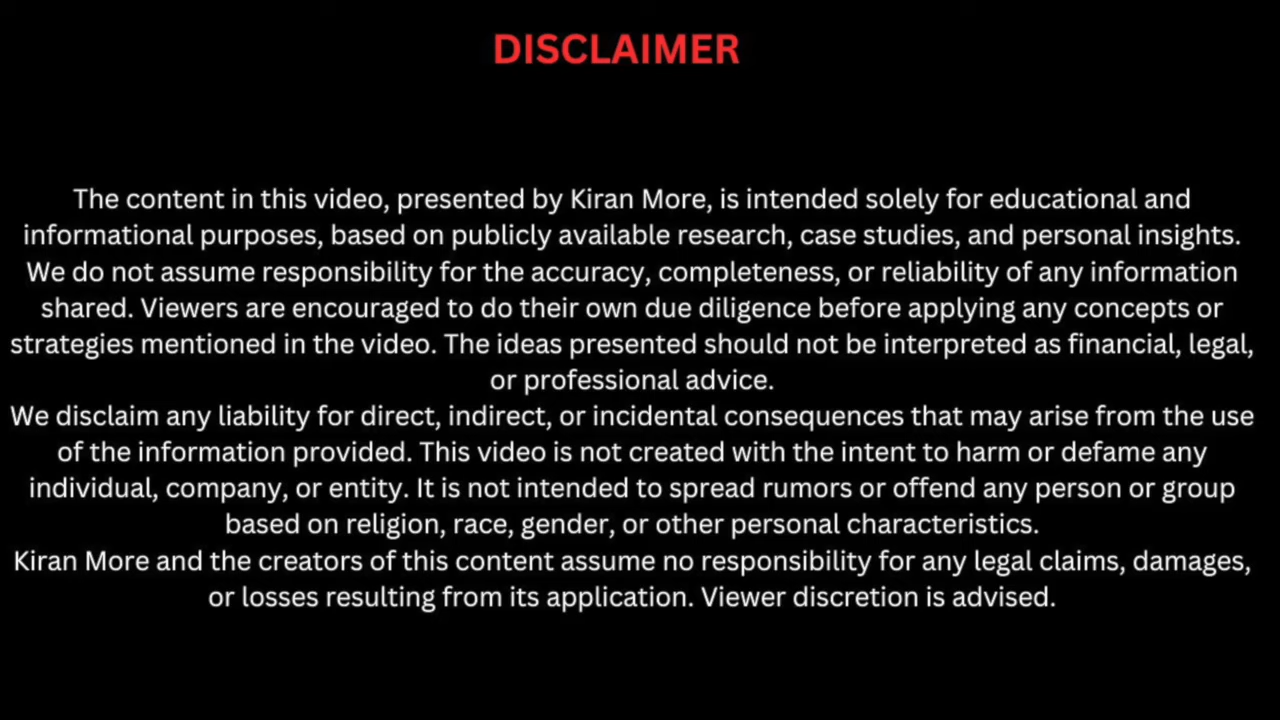 DISCLAIMER
The content in this video, presented by Kiran More, is intended solely for educational and
informational purposes, based on publicly available research, case studies, and personal insights.
We do not assume responsibility for the accuracy, completeness, or reliability of any information
shared. Viewers are encouraged to do their own due diligence before applying any concepts or
strategies mentioned in the video. The ideas presented should not be interpreted as financial, legal,
or professional advice.
We disclaim any liability for direct, indirect, or incidental consequences that may arise from the use
of the information provided. This video is not created with the intent to harm or defame any
individual, company, or entity. It is not intended to spread rumors or offend any person or group
based on religion, race, gender, or other personal characteristics.
Kiran More and the creators of this content assume no responsibility for any legal claims, damages,
or losses resulting from its application. Viewer discretion is advised.